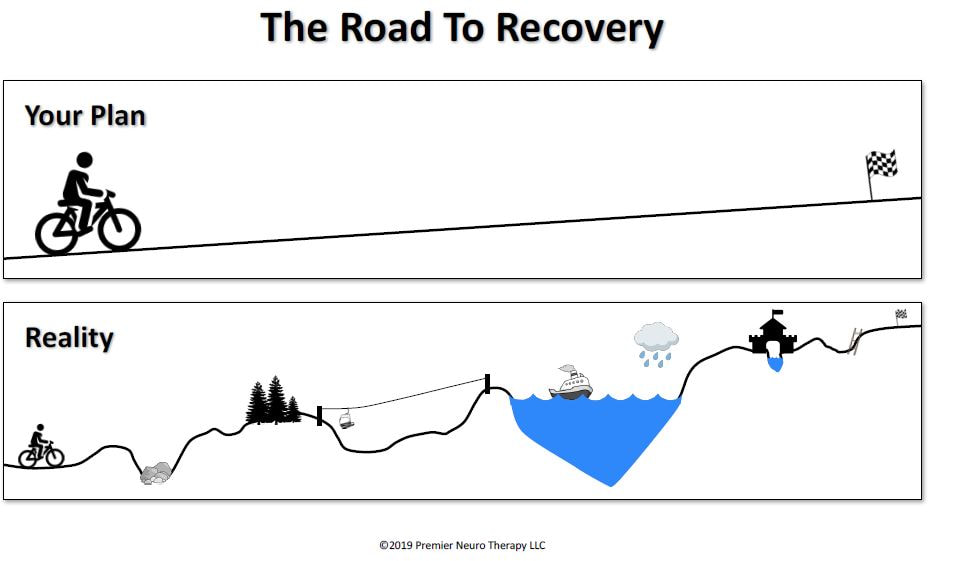 The Road To Recovery
Your Plan
Reality
©2019 Premier Neuro Therapy LLC